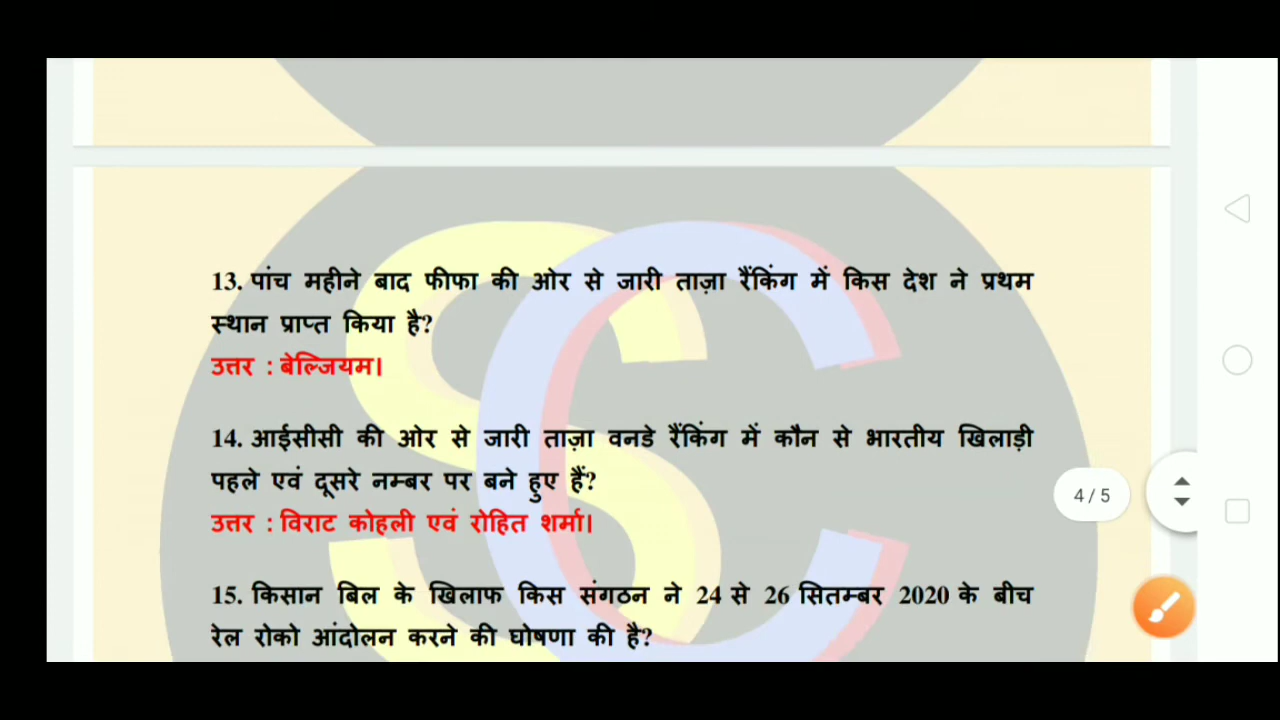 13. पांच महीने बाद फीफा की ओर से जारी ताज़ा रैंकिंग में किस देश ने प्रथम
स्थान प्राप्त किया है?
उत्तर : बेल्जियम।
14. आईसीसी की ओर से जारी ताज़ा वनडे रैंकिंग में कौन से भारतीय खिलाड़ी
पहले एवं दूसरे नम्बर पर बने हुए हैं?
उत्तर : विराट कोहली एवं रोहित शर्मा।
4 / 5
15. किसान बिल के खिलाफ किस संगठन ने 24 से 26 सितम्बर 2020 के बीच
रेल रोको आंदोलन करने की घोषणा की है?